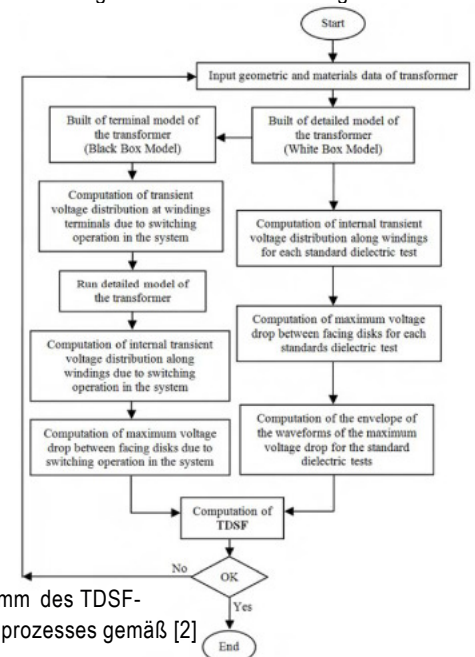 Start
Input geometric and materials data of transformer
Built of terminal model of
the transformer
(Black Box Model)
Built of detailed model of
the transformer
(White Box Model)
Computation of transient
voltage distribution at windings
terminals due to switching
operation in the system
Computation of internal transient
voltage distribution along windings
for each standard dielectric test
Run detailed model of
the transformer
Computation of maximum voltage
drop between facing disks for each
standards dielectric test
Computation of internal transient
voltage distribution along
windings due to switching
operation in the system
Computation of maximum voltage
drop between facing disks due to
switching operation in the system
Computation of the envelope of
the waveforms of the maximum
voltage drop for the standard
dielectric tests
Computation of
TDSF
No
OK
Yes
End
mm des TDSF-
prozesses gemäß [2]